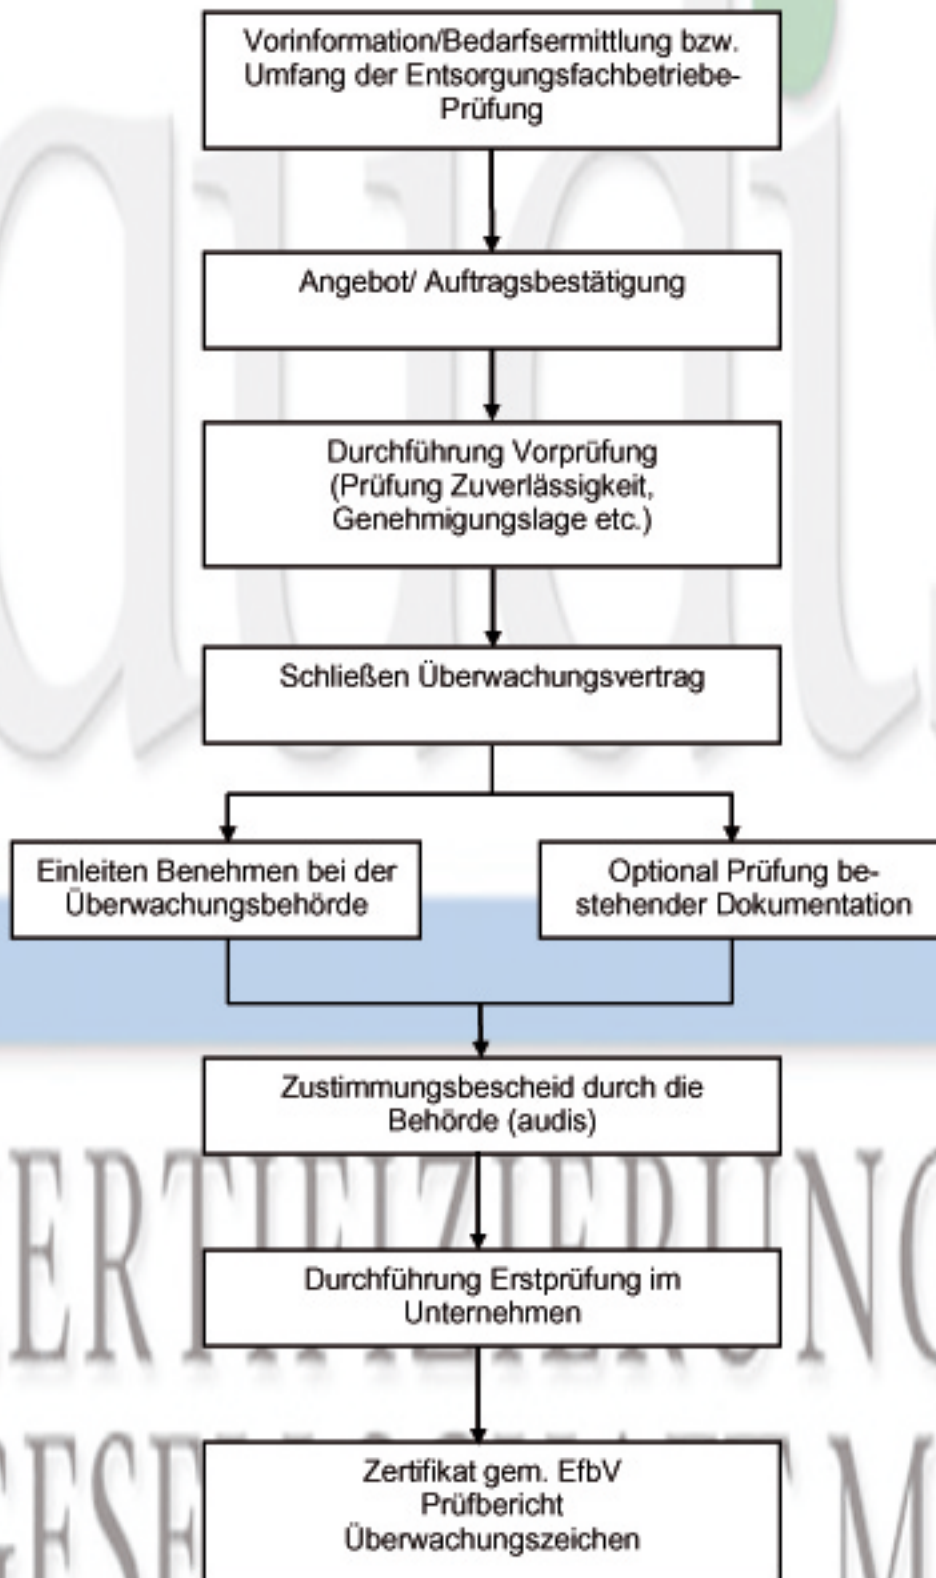 Vorinformation/Bedarfsermittlung bzw.
Umfang der Entsorgungsfachbetriebe-
Prüfung
Angebot/ Auftragsbestätigung
Durchführung Vorprüfung
(Prüfung Zuverlässigkeit,
Genehmigungslage etc.)
Schließen Überwachungsvertrag
Einleiten Benehmen bei der
Überwachungsbehörde
Optional Prüfung be-
stehender Dokumentation
Zustimmungsbescheid durch die
Behörde (audis)
Durchführung Erstprüfung im
Unternehmen
Zertifikat gem. EfbV
Prüfbericht
Überwachungszeichen